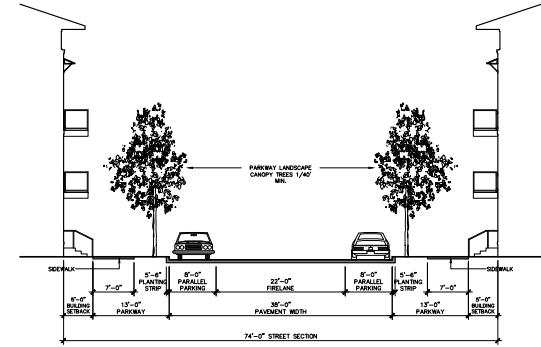 PARKWAY LANDSCAPE
CANOPY TREES 1/40'
MIN.
SIDEWALK
SIDEWALK
7'-0"
5'-6"
PLANTING
STRIP
8'-0"
PARALLEL
PARKING
22'-0"
FIRELANE
8'-0"
PARALLEL
PARKING
5'-6"
PLANTING
STRIP
7'-0"
5'-0"
BUILDING
SETBACK
13'-0"
PARKWAY
38'-0"
PAVEMENT WIDTH
13'-0"
PARKWAY
5'-0"
BUILDING
SETBACK
74'-0" STREET SECTION